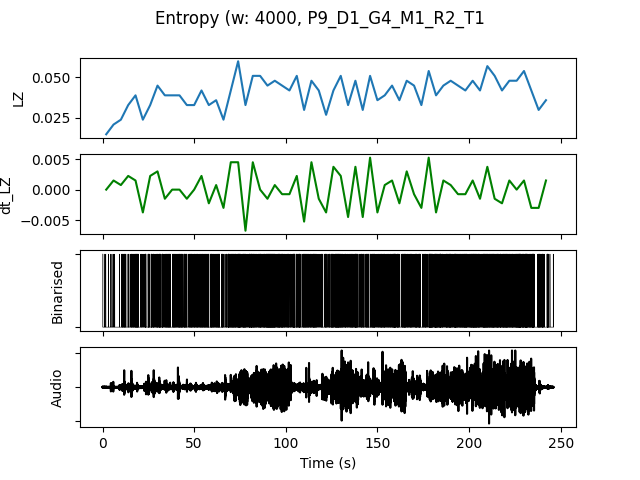 Entropy (w: 4000, P9_D1_G4_M1_R2_T1
0.050
0.025
LZ
0.005
0.000
−0.005
dt_LZ
Binarised
Audio
0 50 100 150 200 250
Time (s)